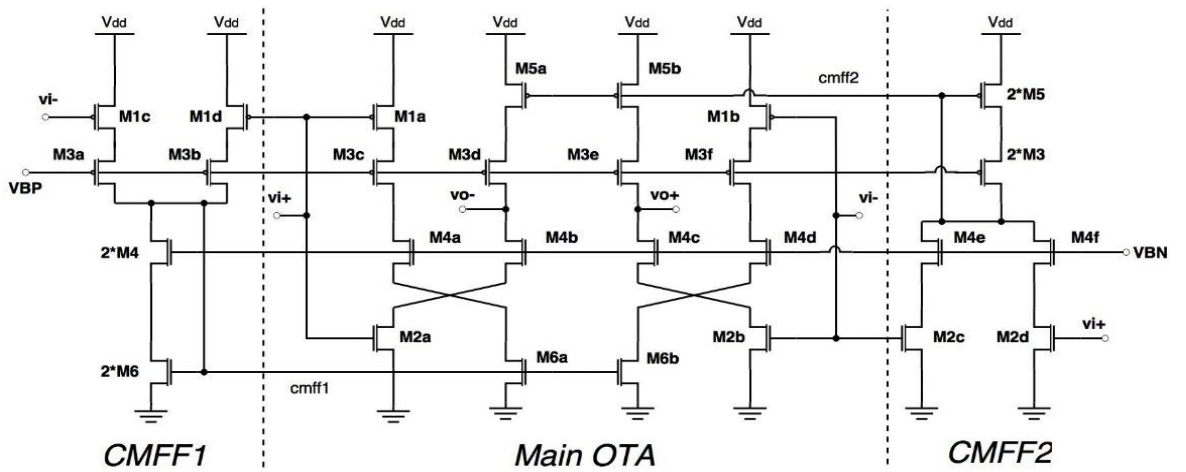 Vdd Vdd Vdd Vdd Vdd Vdd Vdd
M5a M5b cmff2 2*M5
vi- M1c M1d M1a M1b
M3a M3b M3c M3d M3e M3f 2*M3
VBP
vi+ vo- vo+ vi-
2*M4 M4a M4b M4c M4d M4e M4f VBN
M2a M2b M2c M2d vi+
2*M6 cmff1 M6a M6b
CMFF1 Main OTA CMFF2